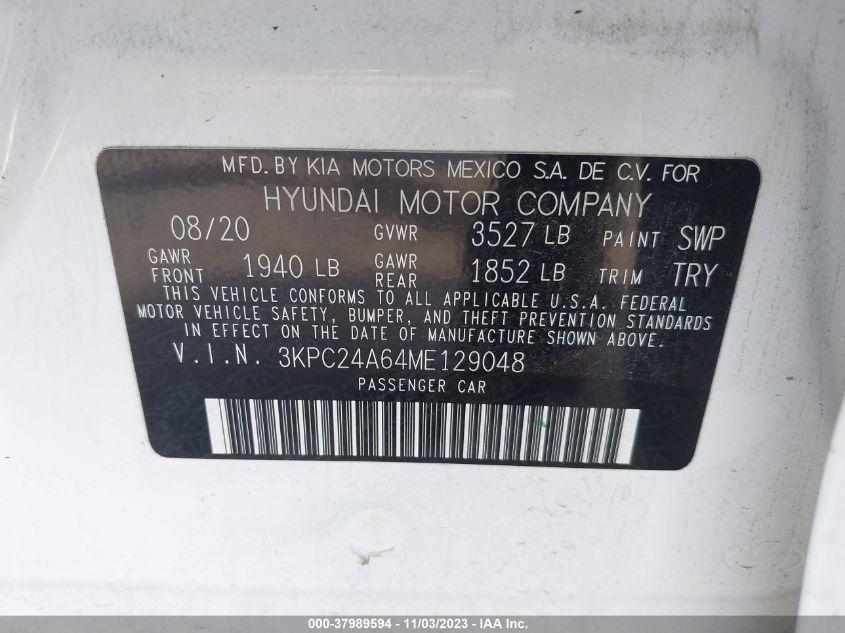 MFD. BY KIA MOTORS MEXICO S.A. DE C.V. FOR
HYUNDAI MOTOR COMPANY
08/20 GVWR 3527 LB PAINT SWP
GAWR FRONT 1940 LB GAWR REAR 1852 LB TRIM TRY
THIS VEHICLE CONFORMS TO ALL APPLICABLE U.S.A. FEDERAL
MOTOR VEHICLE SAFETY, BUMPER, AND THEFT PREVENTION STANDARDS
IN EFFECT ON THE DATE OF MANUFACTURE SHOWN ABOVE.
V.I.N. 3KPC24A64ME129048
PASSENGER CAR
000-37989594 - 11/03/2023 - IAA Inc.